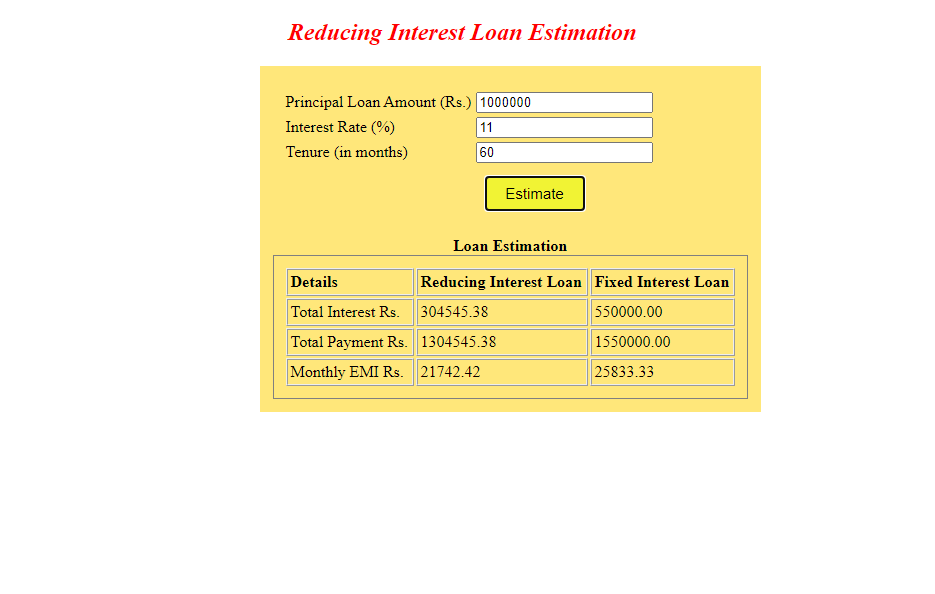 Reducing Interest Loan Estimation
Principal Loan Amount (Rs.) 1000000
Interest Rate (%) 11
Tenure (in months) 60
Estimate
Loan Estimation
Details Reducing Interest Loan Fixed Interest Loan
Total Interest Rs. 304545.38 550000.00
Total Payment Rs. 1304545.38 1550000.00
Monthly EMI Rs. 21742.42 25833.33